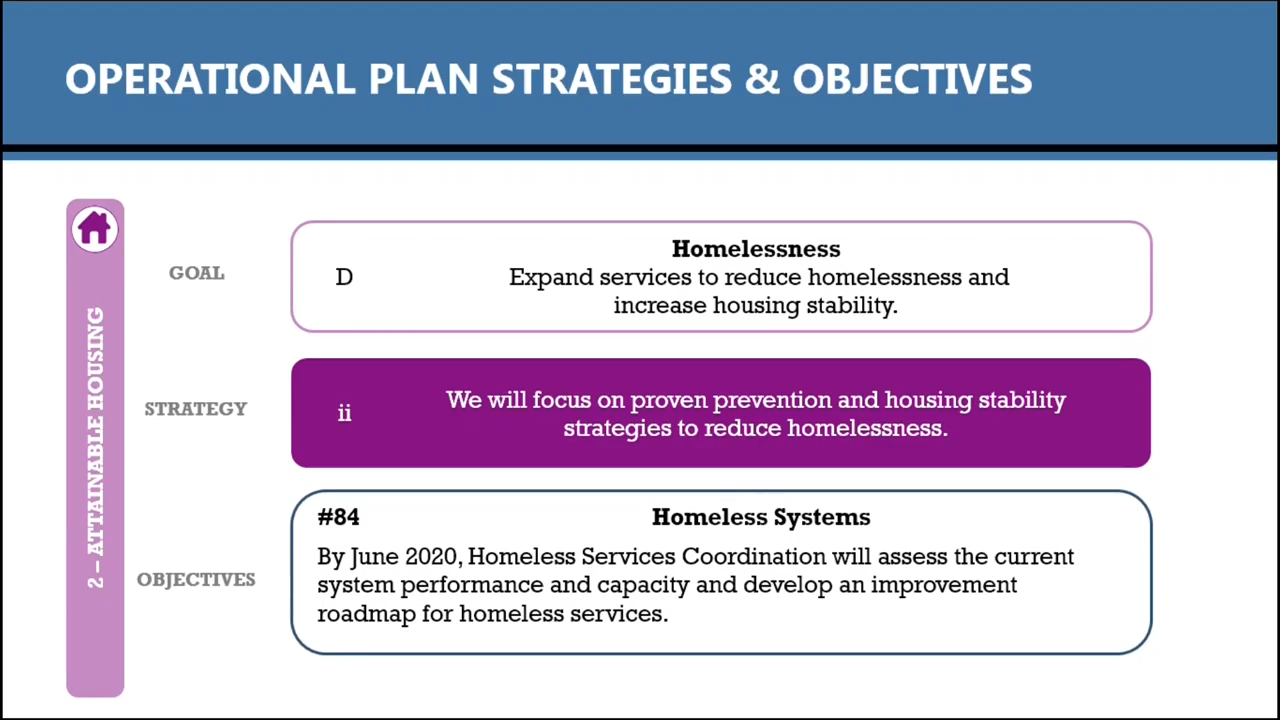 OPERATIONAL PLAN STRATEGIES & OBJECTIVES
2 – ATTAINABLE HOUSING
GOAL
D
Homelessness
Expand services to reduce homelessness and
increase housing stability.
STRATEGY
ii
We will focus on proven prevention and housing stability
strategies to reduce homelessness.
OBJECTIVES
#84 Homeless Systems
By June 2020, Homeless Services Coordination will assess the current
system performance and capacity and develop an improvement
roadmap for homeless services.